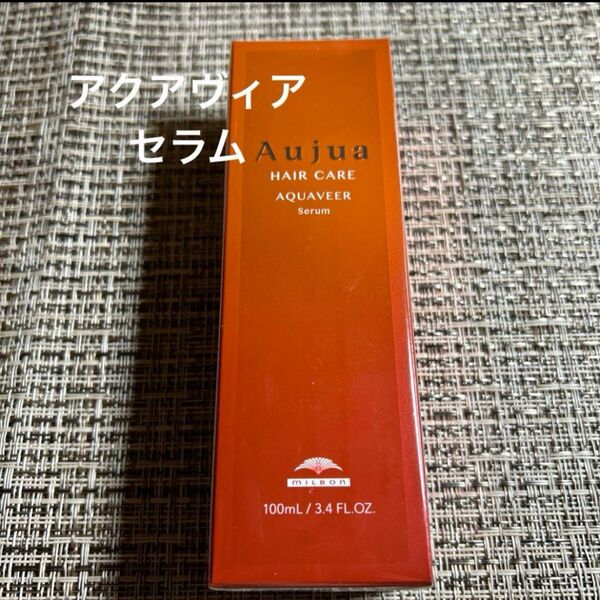 アクアヴィア
セラム
Aujua
HAIR CARE
AQUAVEER
Serum
MILBON
100mL / 3.4 FL.OZ.